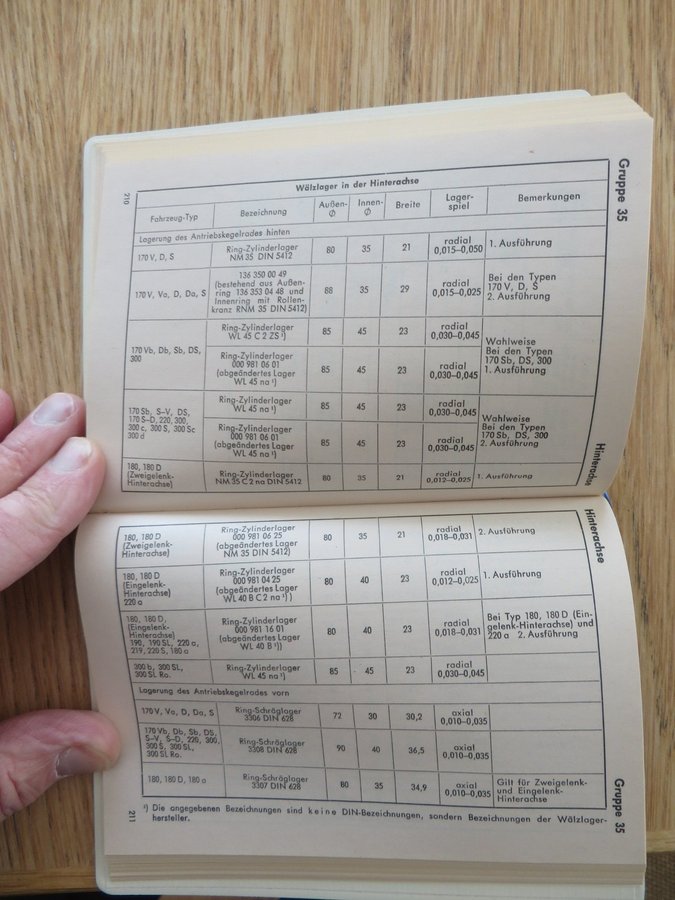 210
Gruppe 35
Wälzlager in der Hinterachse
Fahrzeug-Typ Bezeichnung Außen-Ø Innen-Ø Breite Lager-spiel Bemerkungen
Lagerung des Antriebskegelrades hinten
170 V, D, S
Ring-Zylinderlager
NM 35 DIN 5412
80 35 21
radial
0,015–0,050
1. Ausführung
170 V, Va, D, Da, S
136 350 00 49
(bestehend aus Außen-
ring 136 353 04 48 und
Innenring mit Rollen-
kranz RNM 35 DIN 5412)
88 35 29
radial
0,015–0,025
Bei den Typen
170 V, D, S
2. Ausführung
170 Vb, Db, Sb, DS,
300
Ring-Zylinderlager
WL 45 C 2 ZS ¹)
85 45 23
radial
0,030–0,045
Ring-Zylinderlager
000 981 06 01
(abgeändertes Lager
WL 45 na ¹)
85 45 23
radial
0,030–0,045
Wahlweise
Bei den Typen
170 Sb, DS, 300
1. Ausführung
170 Sb, S–V, DS,
170 S–D, 220, 300,
300 c, 300 S, 300 Sc
300 d
Ring-Zylinderlager
WL 45 na ¹)
85 45 23
radial
0,030–0,045
Ring-Zylinderlager
000 981 06 01
(abgeändertes Lager
WL 45 na ¹)
85 45 23
radial
0,030–0,045
Wahlweise
Bei den Typen
170 Sb, DS, 300
2. Ausführung
180, 180 D
(Zweigelenk-
Hinterachse)
Ring-Zylinderlager
NM 35 C 2 na DIN 5412
80 35 21
radial
0,012–0,025
1. Ausführung
Hinterachse
Hinterachse
180, 180 D
(Zweigelenk-
Hinterachse)
Ring-Zylinderlager
000 981 06 25
(abgeändertes Lager
NM 35 DIN 5412)
80 35 21
radial
0,018–0,031
2. Ausführung
180, 180 D
(Eingelenk-
Hinterachse)
220 a
Ring-Zylinderlager
000 981 04 25
(abgeändertes Lager
WL 40 B C 2 na ¹) )
80 40 23
radial
0,012–0,025
1. Ausführung
180, 180 D,
(Eingelenk-
Hinterachse)
190, 190 SL, 220 a,
219, 220 S, 180 a
Ring-Zylinderlager
000 981 16 01
(abgeändertes Lager
WL 40 B ¹))
80 40 23
radial
0,018–0,031
Bei Typ 180, 180 D (Ein-
gelenk-Hinterachse) und
220 a 2. Ausführung
300 b, 300 SL,
300 SL Ro.
Ring-Zylinderlager
WL 45 na ¹)
85 45 23
radial
0,030–0,045
Lagerung des Antriebskegelrades vorn
170 V, Va, D, Da, S
Ring-Schräglager
3306 DIN 628
72 30 30,2
axial
0,010–0,035
170 Vb, Db, Sb, DS,
S–V, S–D, 220, 300,
300 S, 300 SL,
300 SL Ro.
Ring-Schräglager
3308 DIN 628
90 40 36,5
axial
0,010–0,035
180, 180 D, 180 a
Ring-Schräglager
3307 DIN 628
80 35 34,9
axial
0,010–0,035
Gilt für Zweigelenk-
und Eingelenk-
Hinterachse
¹) Die angegebenen Bezeichnungen sind keine DIN-Bezeichnungen, sondern Bezeichnungen der Wälzlager-
hersteller.
211
Gruppe 35